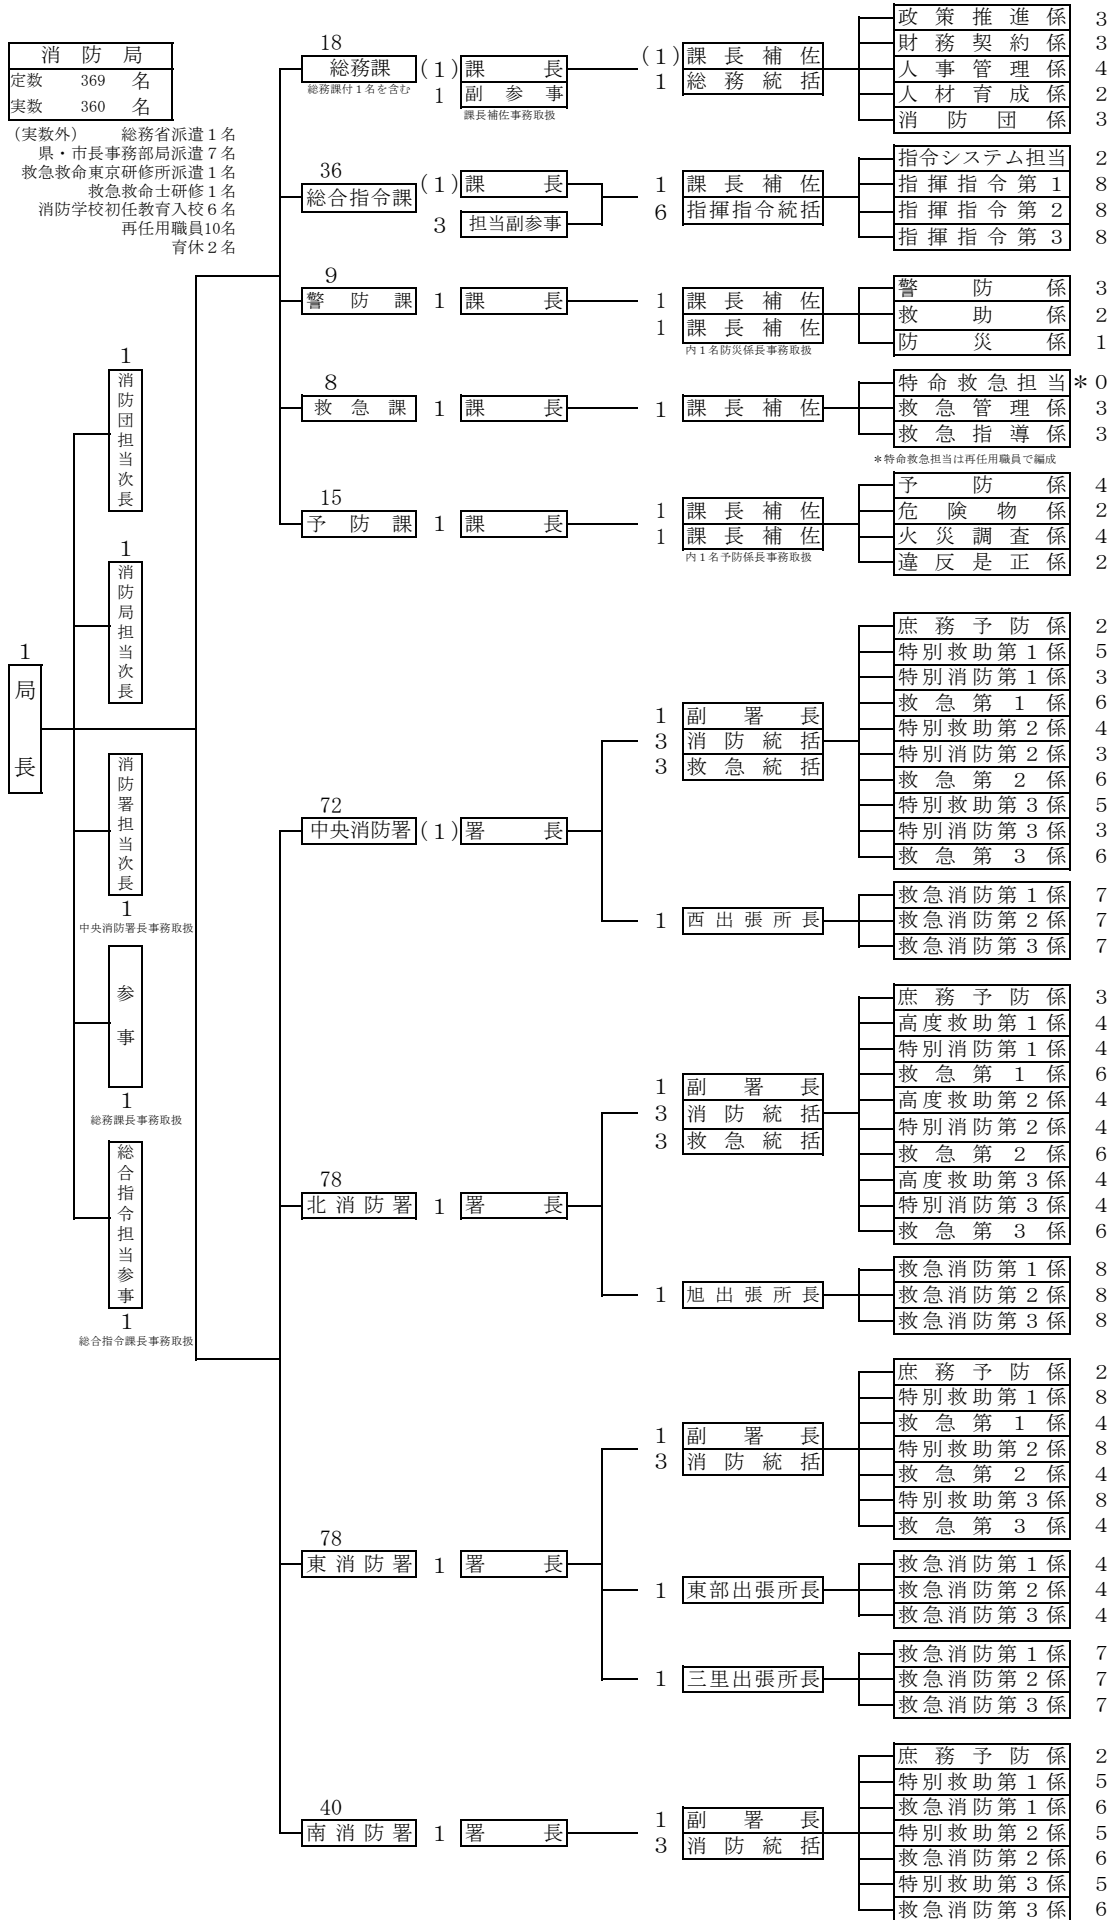 消防局
定数 369 名
実数 360 名
(実数外) 総務省派遣1名
県・市長事務部局派遣7名
救急救命東京研修所派遣1名
救急救命士研修1名
消防学校初任教育入校6名
再任用職員10名
育休2名
1
局長
1
消防団担当次長
1
消防局担当次長
消防署担当次長
1
中央消防署長事務取扱
参事
1
総務課長事務取扱
総合指令担当参事
1
総合指令課長事務取扱
18
総務課 (1) 課長
総務課付1名を含む
1 副参事
課長補佐事務取扱
(1) 課長補佐
1 総務統括
政策推進係 3
財務契約係 3
人事管理係 4
人材育成係 2
消防団係 3
36
総合指令課 (1) 課長
3 担当副参事
1 課長補佐
6 指揮指令統括
指令システム担当 2
指揮指令第1 8
指揮指令第2 8
指揮指令第3 8
9
警防課 1 課長
1 課長補佐
1 課長補佐
内1名防災係長事務取扱
警防係 3
救助係 2
防災係 1
8
救急課 1 課長
1 課長補佐
特命救急担当 *0
救急管理係 3
救急指導係 3
*特命救急担当は再任用職員で編成
15
予防課 1 課長
1 課長補佐
1 課長補佐
内1名予防係長事務取扱
予防係 4
危険物係 2
火災調査係 4
違反是正係 2
72
中央消防署 (1) 署長
1 副署長
3 消防統括
3 救急統括
庶務予防係 2
特別救助第1係 5
特別消防第1係 3
救急第1係 6
特別救助第2係 4
特別消防第2係 3
救急第2係 6
特別救助第3係 5
特別消防第3係 3
救急第3係 6
1 西出張所長
救急消防第1係 7
救急消防第2係 7
救急消防第3係 7
78
北消防署 1 署長
1 副署長
3 消防統括
3 救急統括
庶務予防係 3
高度救助第1係 4
特別消防第1係 4
救急第1係 6
高度救助第2係 4
特別消防第2係 4
救急第2係 6
高度救助第3係 4
特別消防第3係 4
救急第3係 6
1 旭出張所長
救急消防第1係 8
救急消防第2係 8
救急消防第3係 8
78
東消防署 1 署長
1 副署長
3 消防統括
庶務予防係 2
特別救助第1係 8
救急第1係 4
特別救助第2係 8
救急第2係 4
特別救助第3係 8
救急第3係 4
1 東部出張所長
救急消防第1係 4
救急消防第2係 4
救急消防第3係 4
1 三里出張所長
救急消防第1係 7
救急消防第2係 7
救急消防第3係 7
40
南消防署 1 署長
1 副署長
3 消防統括
庶務予防係 2
特別救助第1係 5
救急消防第1係 6
特別救助第2係 5
救急消防第2係 6
特別救助第3係 5
救急消防第3係 6